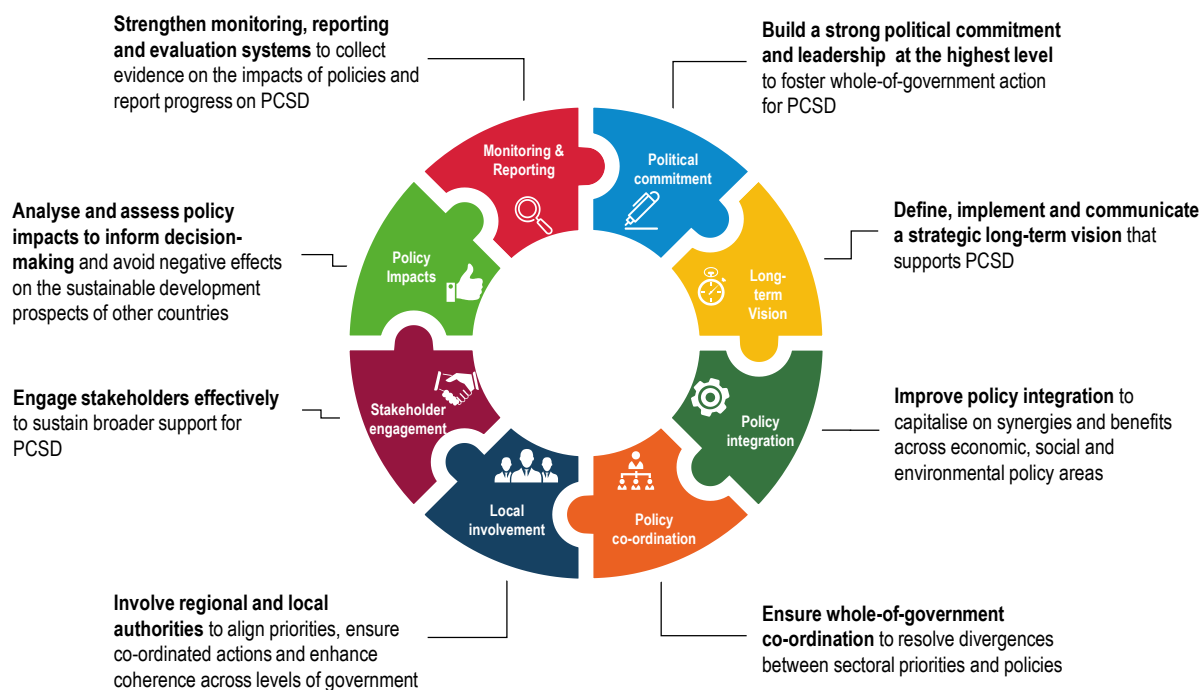 Strengthen monitoring, reporting
and evaluation systems to collect
evidence on the impacts of policies and
report progress on PCSD
Build a strong political commitment
and leadership at the highest level
to foster whole-of-government action
for PCSD
Monitoring &
Reporting
Political
commitment
Analyse and assess policy
impacts to inform decision-
making and avoid negative effects
on the sustainable development
prospects of other countries
Policy
Impacts
Long-
term
Vision
Define, implement and communicate
a strategic long-term vision that
supports PCSD
Engage stakeholders effectively
to sustain broader support for
PCSD
Stakeholder
engagement
Policy
integration
Improve policy integration to
capitalise on synergies and benefits
across economic, social and
environmental policy areas
Local
involvement
Policy
co-ordination
Involve regional and local
authorities to align priorities, ensure
co-ordinated actions and enhance
coherence across levels of government
Ensure whole-of-government
co-ordination to resolve divergences
between sectoral priorities and policies